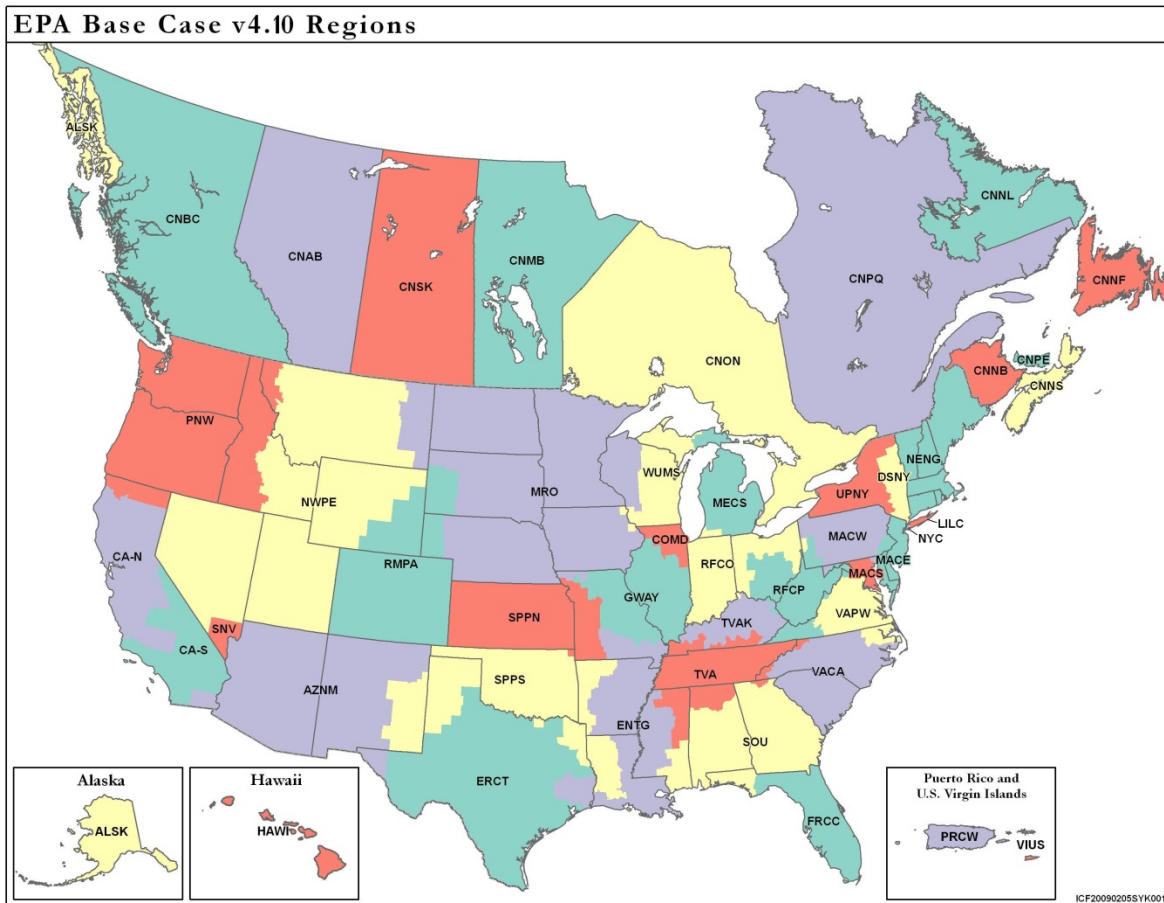 EPA Base Case v4.10 Regions
ALSK
CNBC
CNAB
CNSK
CNMB
CNON
CNPQ
CNNL
CNNF
CNPE
CNNB
CNNS
PNW
NWPE
MRO
WUMS
MECS
NENG
DSNY
UPNY
LILC
NYC
MACW
MACE
MACS
COMD
RFCO
RFCP
CA-N
RMPA
GWAY
SPPN
TVAK
VAPW
SNV
CA-S
AZNM
SPPS
TVA
VACA
ENTG
SOU
ERCT
FRCC
Alaska
ALSK
Hawaii
HAWI
Puerto Rico and
U.S. Virgin Islands
PRCW
VIUS
ICF20090205SYK001